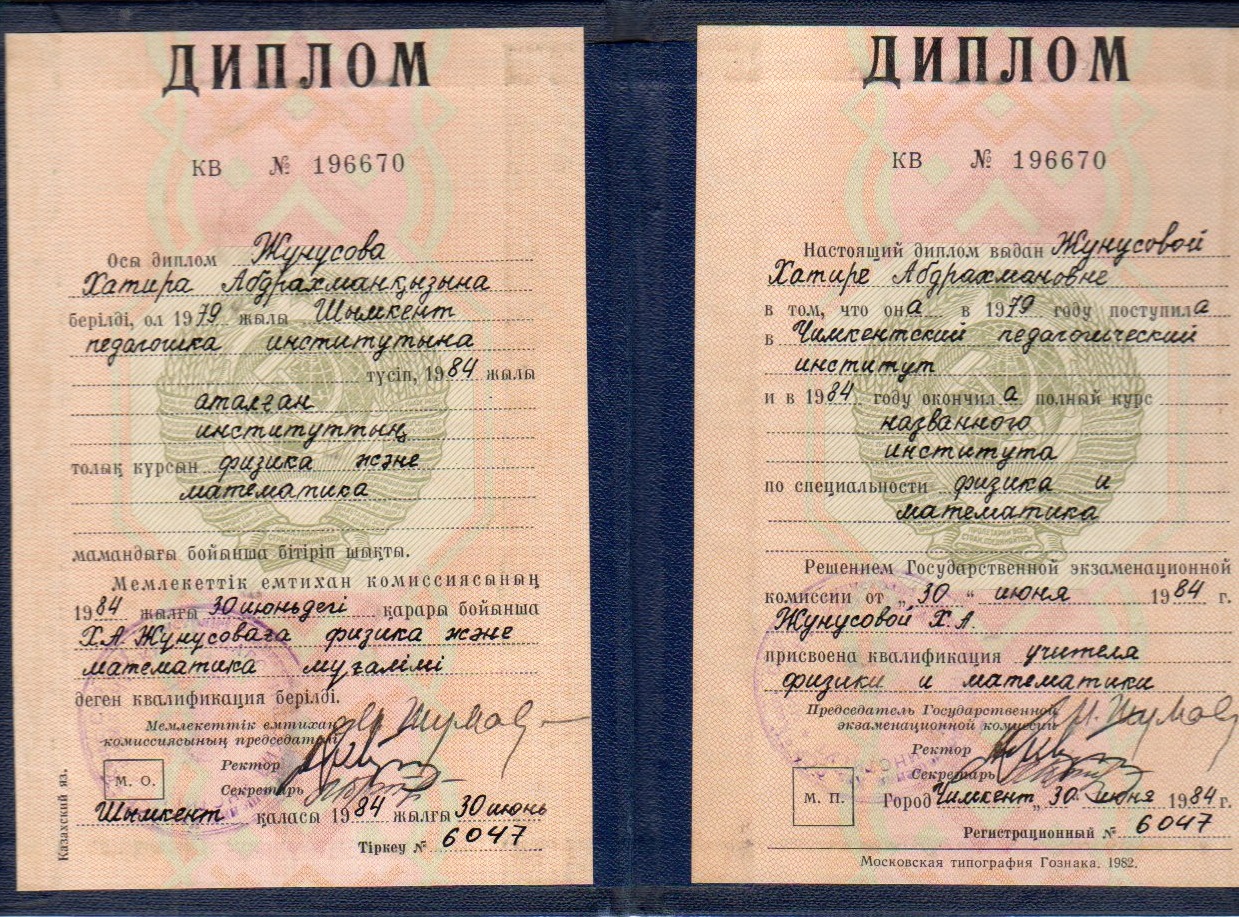 ДИПЛОМ
КВ № 196670
Осы диплом Жунусова
Хатира Абдрахманқызына
берілді, ол 1979 жылы Шымкент
педагогика институтына
түсіп, 1984 жылы
аталған
институттың
толық курсын физика және
математика
мамандығы бойынша бітіріп шықты.
Мемлекеттік емтихан комиссиясының
1984 жылғы 30 июньдегі қарары бойынша
Х.А. Жунусоваға физика және
математика мұғалімі
деген квалификация берілді.
Мемлекеттік емтихан
комиссиясының председателі
Ректор
М. О.
Секретарь
Шымкент қаласы 1984 жылғы 30 июнь
Тіркеу № 6047
Казахский яз.
ДИПЛОМ
КВ № 196670
Настоящий диплом выдан Жунусовой
Хатире Абдрахмановне
в том, что она в 1979 году поступила
в Чимкентский педагогический
институт
и в 1984 году окончила полный курс
названного
института
по специальности физика и
математика
Решением Государственной экзаменационной
комиссии от „30“ июня 1984 г.
Жунусовой Х.А.
присвоена квалификация учителя
физики и математики
Председатель Государственной
экзаменационной комиссии
Ректор
Секретарь
М. П.
Город Чимкент „30“ июня 1984 г.
Регистрационный № 6047
Московская типография Гознака. 1982.